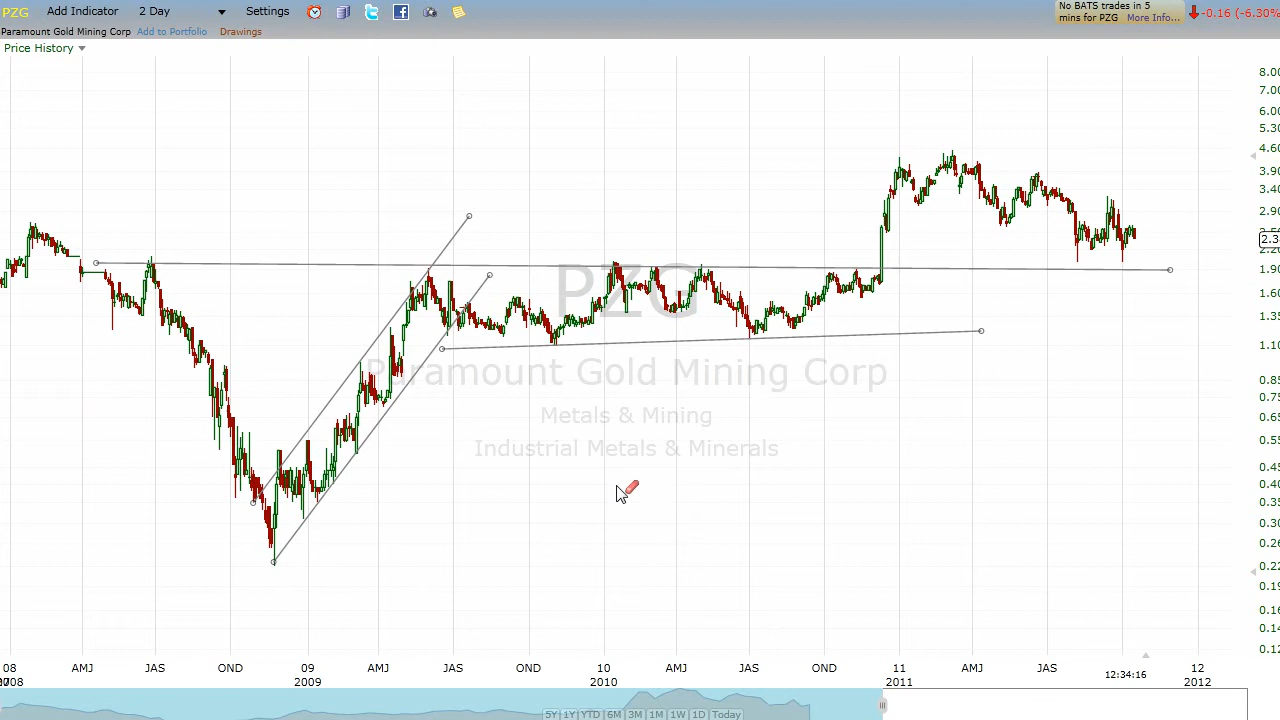 PZG Add Indicator 2 Day Settings No BATS trades in 5 -0.16 (-6.30%
mins for PZG More Info...
Paramount Gold Mining Corp Add to Portfolio Drawings
Price History
8.00
7.00
6.00
5.30
4.60
3.90
3.40
2.90
2.3
1.90
1.60
1.35
1.10
0.85
0.75
0.65
0.55
0.45
0.40
0.35
0.30
0.26
0.22
0.19
0.16
0.14
0.12
PZG
Paramount Gold Mining Corp
Metals & Mining
Industrial Metals & Minerals
08 AMJ JAS OND 09 AMJ JAS OND 10 AMJ JAS OND 11 AMJ JAS 12:34:16 12
2009 2010 2011 2012
5Y 1Y YTD 6M 3M 1M 1W 1D Today